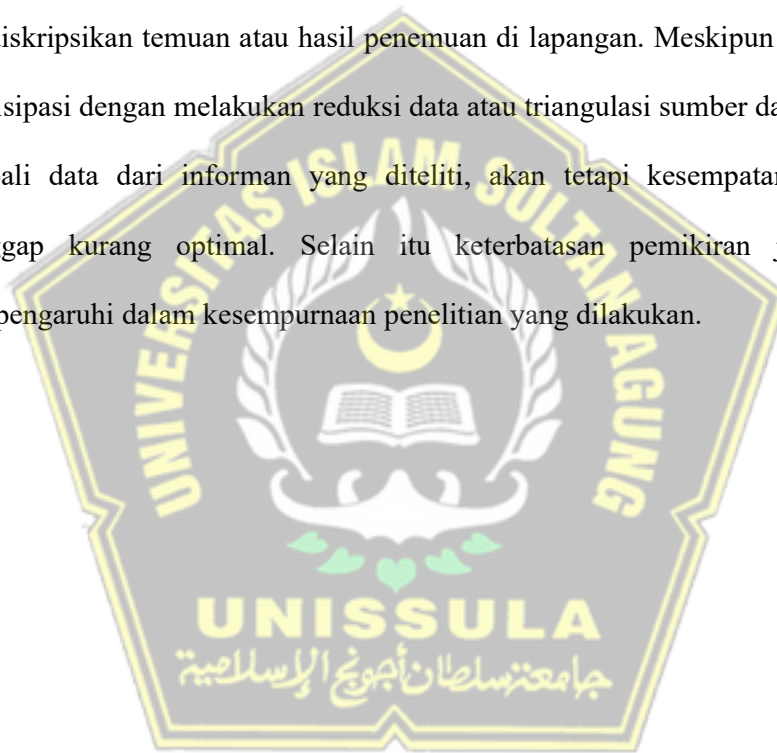 diskripsikan temuan atau hasil penemuan di lapangan. Meskipun
sipasi dengan melakukan reduksi data atau triangulasi sumber da
ali data dari informan yang diteliti, akan tetapi kesempatan
gap kurang optimal. Selain itu keterbatasan pemikiran j
pengaruhi dalam kesempurnaan penelitian yang dilakukan.
UNIVERSITAS ISLAM SULTAN AGUNG
UNISSULA
جامعة سلطان أجونج الإسلامية